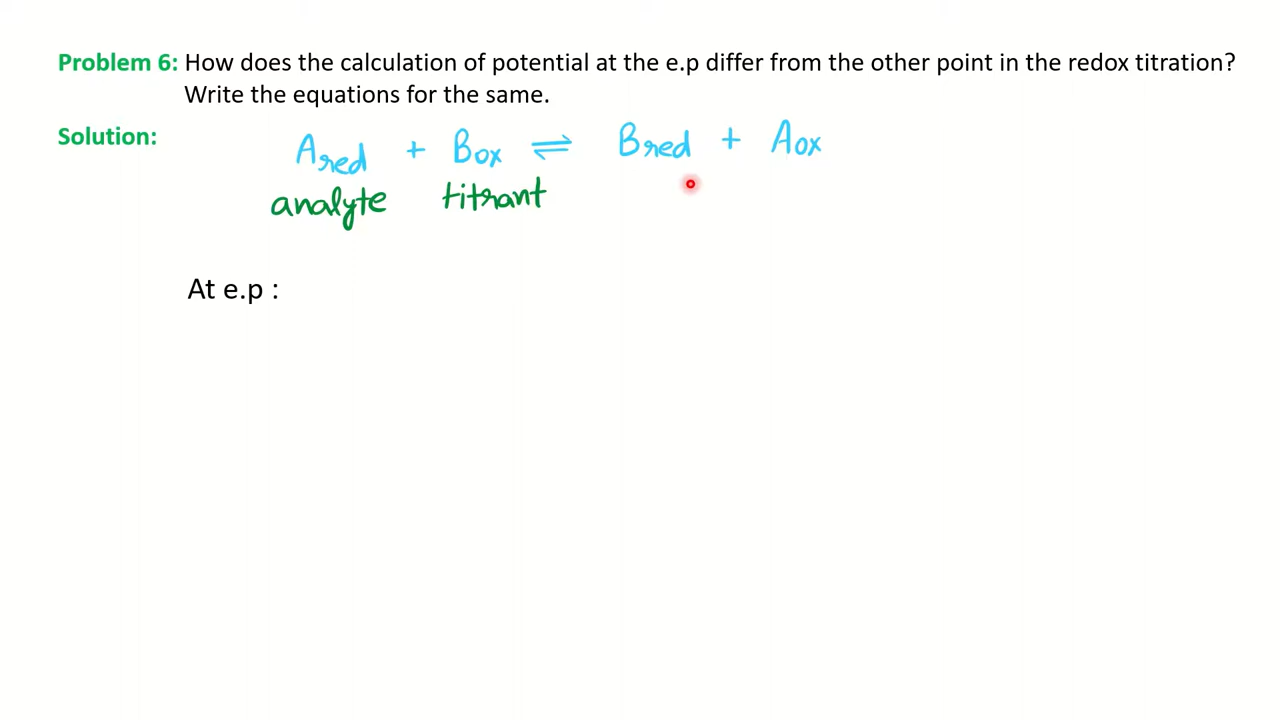 Problem 6: How does the calculation of potential at the e.p differ from the other point in the redox titration?
Write the equations for the same.
Solution:
Ared + Box ⇌ Bred + Aox
analyte titrant
At e.p :